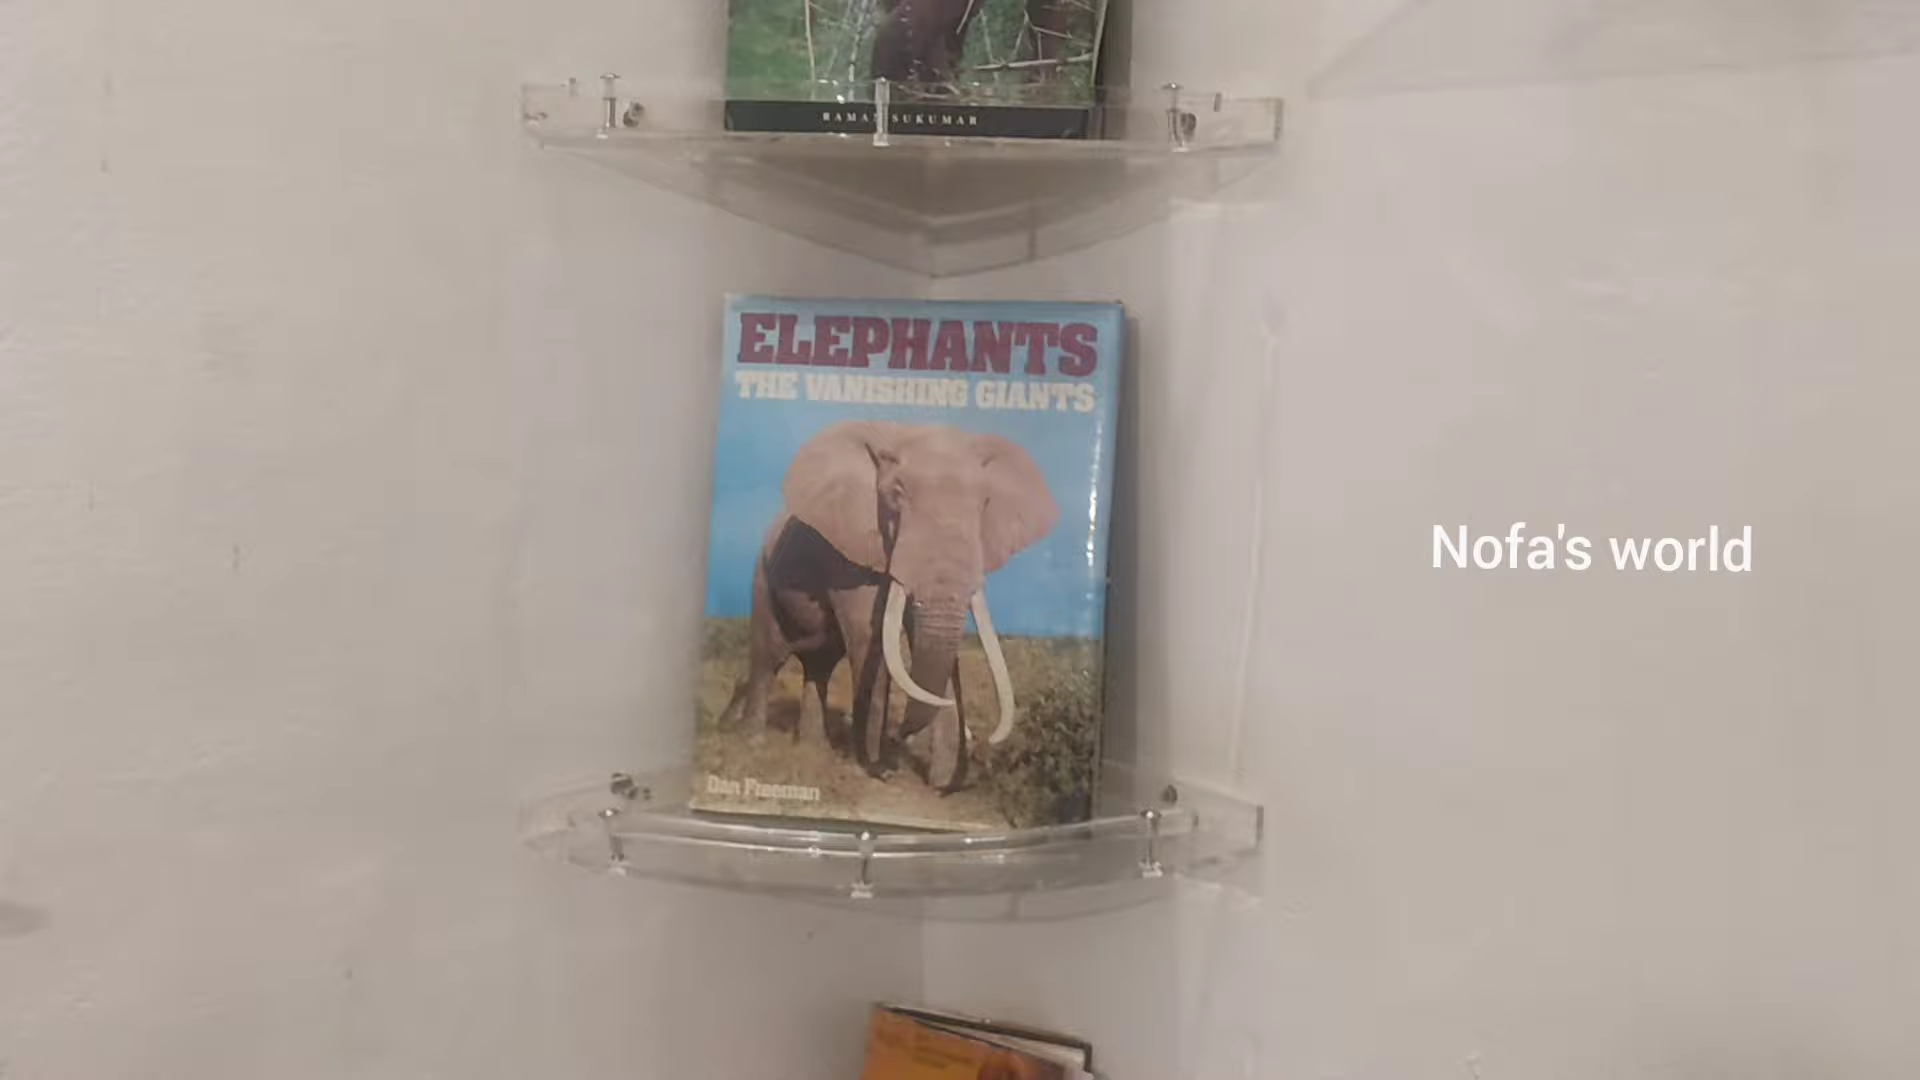 RAMAN SUKUMAR
ELEPHANTS
THE VANISHING GIANTS
Nofa's world
Dan Freeman